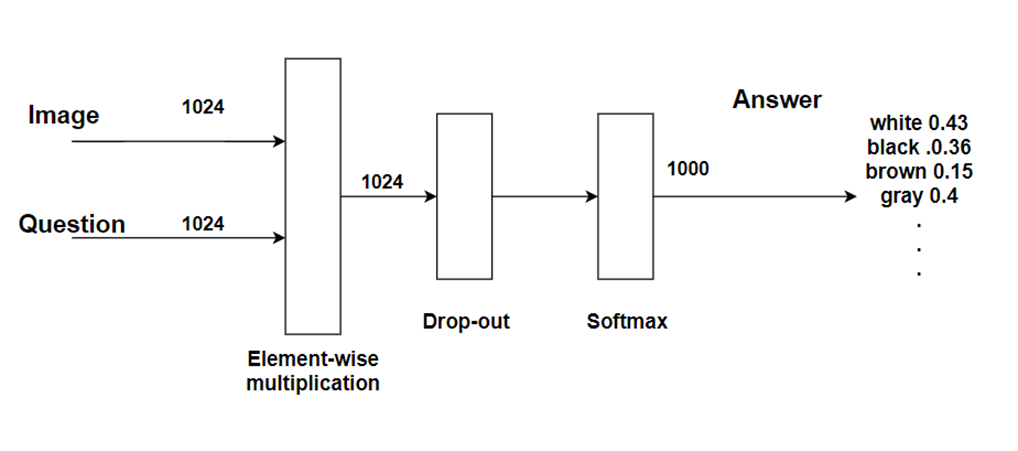 Image
1024
Question
1024
Element-wise
multiplication
1024
Drop-out
Softmax
1000
Answer
white 0.43
black .0.36
brown 0.15
gray 0.4
.
.
.